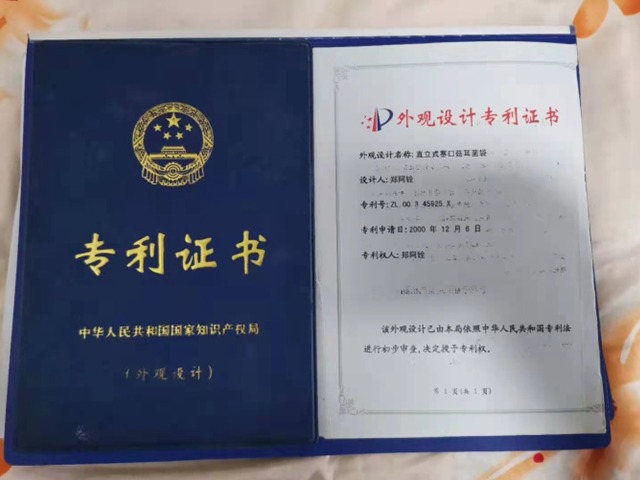 专利证书
中华人民共和国国家知识产权局
(外观设计)
外观设计专利证书
外观设计名称:直立式塞口菇耳菌袋
设计人:郑阿铨
专利号:ZL.00 3 45925.X
专利申请日:2000 年 12 月 6 日
专利权人:郑阿铨
该外观设计已由本局依照中华人民共和国专利法
进行初步审查,决定授予专利权。
第 1 页(共 1 页)